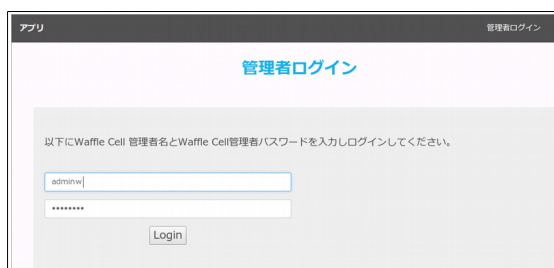 アプリ 管理者ログイン
管理者ログイン
以下にWaffle Cell 管理者名とWaffle Cell管理者パスワードを入力しログインしてください。
adminw
••••••••
Login